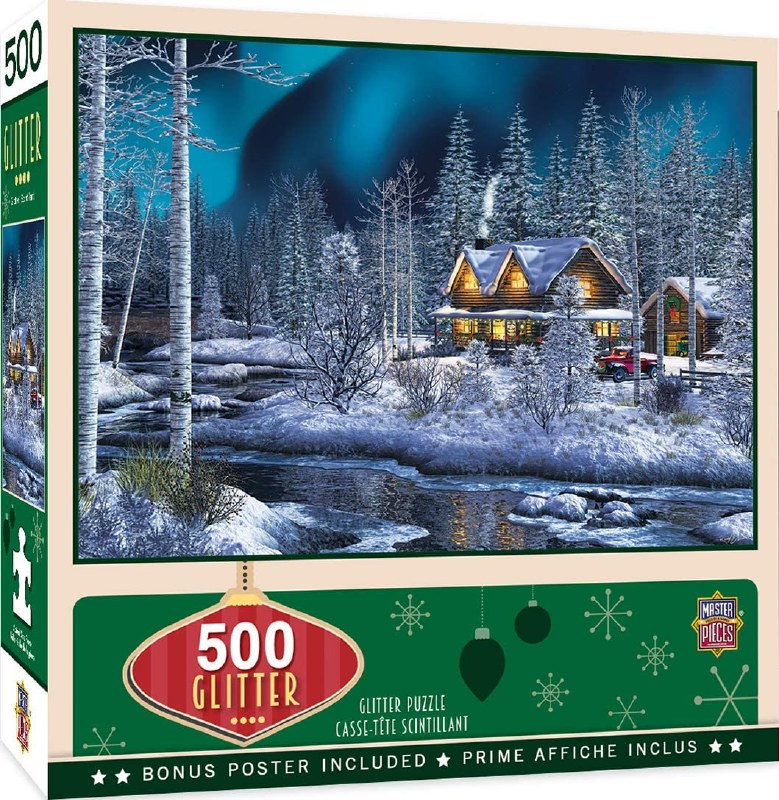 500
GLITTER
500
GLITTER
GLITTER PUZZLE
CASSE-TÊTE SCINTILLANT
MASTER
PIECES
BONUS POSTER INCLUDED ★ PRIME AFFICHE INCLUS